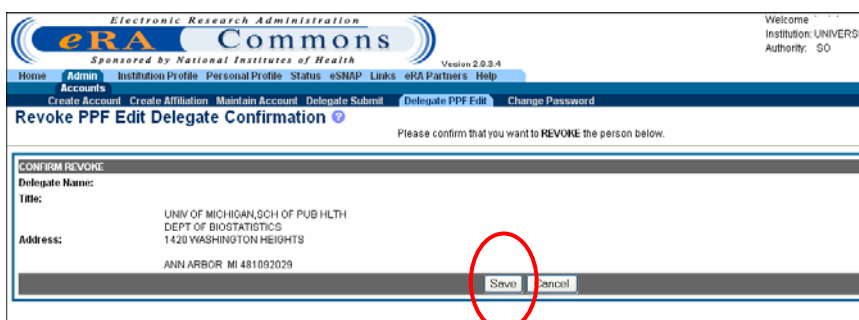 Electronic Research Administration
eRA Commons
Sponsored by National Institutes of Health
Version 2.9.3.4
Welcome
Institution: UNIVERSI
Authority: SO
Home Admin Institution Profile Personal Profile Status eSNAP Links eRA Partners Help
Accounts
Create Account Create Affiliation Maintain Account Delegate Submit Delegate PPF Edit Change Password
Revoke PPF Edit Delegate Confirmation ?
Please confirm that you want to REVOKE the person below.
CONFIRM REVOKE
Delegate Name:
Title:
UNIV OF MICHIGAN,SCH OF PUB HLTH
DEPT OF BIOSTATISTICS
Address: 1420 WASHINGTON HEIGHTS
ANN ARBOR MI 481092029
Save Cancel